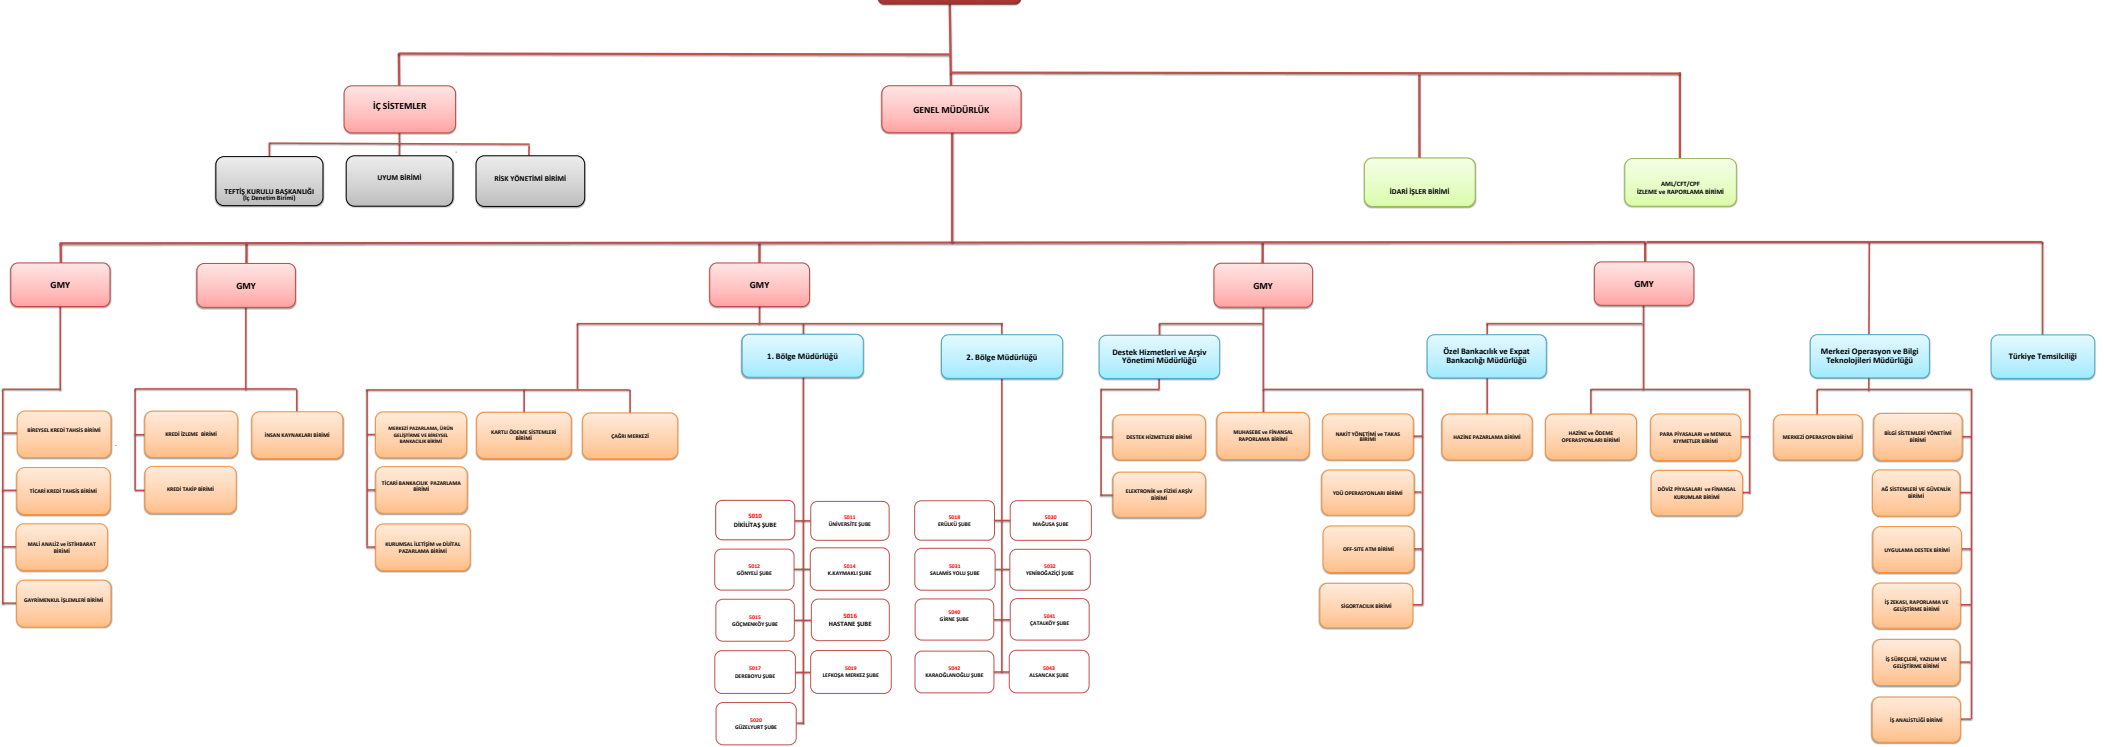 İÇ SİSTEMLER
GENEL MÜDÜRLÜK
TEFTİŞ KURULU BAŞKANLIĞI
(İç Denetim Birimi)
UYUM BİRİMİ
RİSK YÖNETİMİ BİRİMİ
İDARİ İŞLER BİRİMİ
AML/CFT/CPF
İZLEME ve RAPORLAMA BİRİMİ
GMY
GMY
GMY
GMY
GMY
1. Bölge Müdürlüğü
2. Bölge Müdürlüğü
Destek Hizmetleri ve Arşiv
Yönetimi Müdürlüğü
Özel Bankacılık ve Expat
Bankacılığı Müdürlüğü
Merkezi Operasyon ve Bilgi
Teknolojileri Müdürlüğü
Türkiye Temsilciliği
BİREYSEL KREDİ TAHSİS BİRİMİ
TİCARİ KREDİ TAHSİS BİRİMİ
MALİ ANALİZ ve İSTİHBARAT
BİRİMİ
GAYRİMENKUL İŞLEMLERİ BİRİMİ
KREDİ İZLEME BİRİMİ
KREDİ TAKİP BİRİMİ
İNSAN KAYNAKLARI BİRİMİ
MERKEZİ PAZARLAMA, ÜRÜN
GELİŞTİRME VE BİREYSEL
BANKACILIK BİRİMİ
TİCARİ BANKACILIK PAZARLAMA
BİRİMİ
KURUMSAL İLETİŞİM ve DİJİTAL
PAZARLAMA BİRİMİ
KARTLI ÖDEME SİSTEMLERİ
BİRİMİ
ÇAĞRI MERKEZİ
5010
DİKİLİTAŞ ŞUBE
5011
ÜNİVERSİTE ŞUBE
5012
GÖNYELİ ŞUBE
5014
K.KAYMAKLI ŞUBE
5015
GÖÇMENKÖY ŞUBE
5016
HASTANE ŞUBE
5017
DEREBOYU ŞUBE
5019
LEFKOŞA MERKEZ ŞUBE
5020
GÜZELYURT ŞUBE
5018
ERÜLKÜ ŞUBE
5030
MAĞUSA ŞUBE
5031
SALAMİS YOLU ŞUBE
5032
YENİBOĞAZİÇİ ŞUBE
5040
GİRNE ŞUBE
5041
ÇATALKÖY ŞUBE
5042
KARAOĞLANOĞLU ŞUBE
5043
ALSANCAK ŞUBE
DESTEK HİZMETLERİ BİRİMİ
ELEKTRONİK ve FİZİKİ ARŞİV
BİRİMİ
MUHASEBE ve FİNANSAL
RAPORLAMA BİRİMİ
NAKİT YÖNETİMİ ve TAKAS
BİRİMİ
YDÜ OPERASYONLARI BİRİMİ
OFF-SITE ATM BİRİMİ
SİGORTACILIK BİRİMİ
HAZİNE PAZARLAMA BİRİMİ
HAZİNE ve ÖDEME
OPERASYONLARI BİRİMİ
PARA PİYASALARI ve MENKUL
KIYMETLER BİRİMİ
DÖVİZ PİYASALARI ve FİNANSAL
KURUMLAR BİRİMİ
MERKEZİ OPERASYON BİRİMİ
BİLGİ SİSTEMLERİ YÖNETİMİ
BİRİMİ
AĞ SİSTEMLERİ VE GÜVENLİK
BİRİMİ
UYGULAMA DESTEK BİRİMİ
İŞ ZEKASI, RAPORLAMA VE
GELİŞTİRME BİRİMİ
İŞ SÜREÇLERİ, YAZILIM VE
GELİŞTİRME BİRİMİ
İŞ ANALİSTLİĞİ BİRİMİ